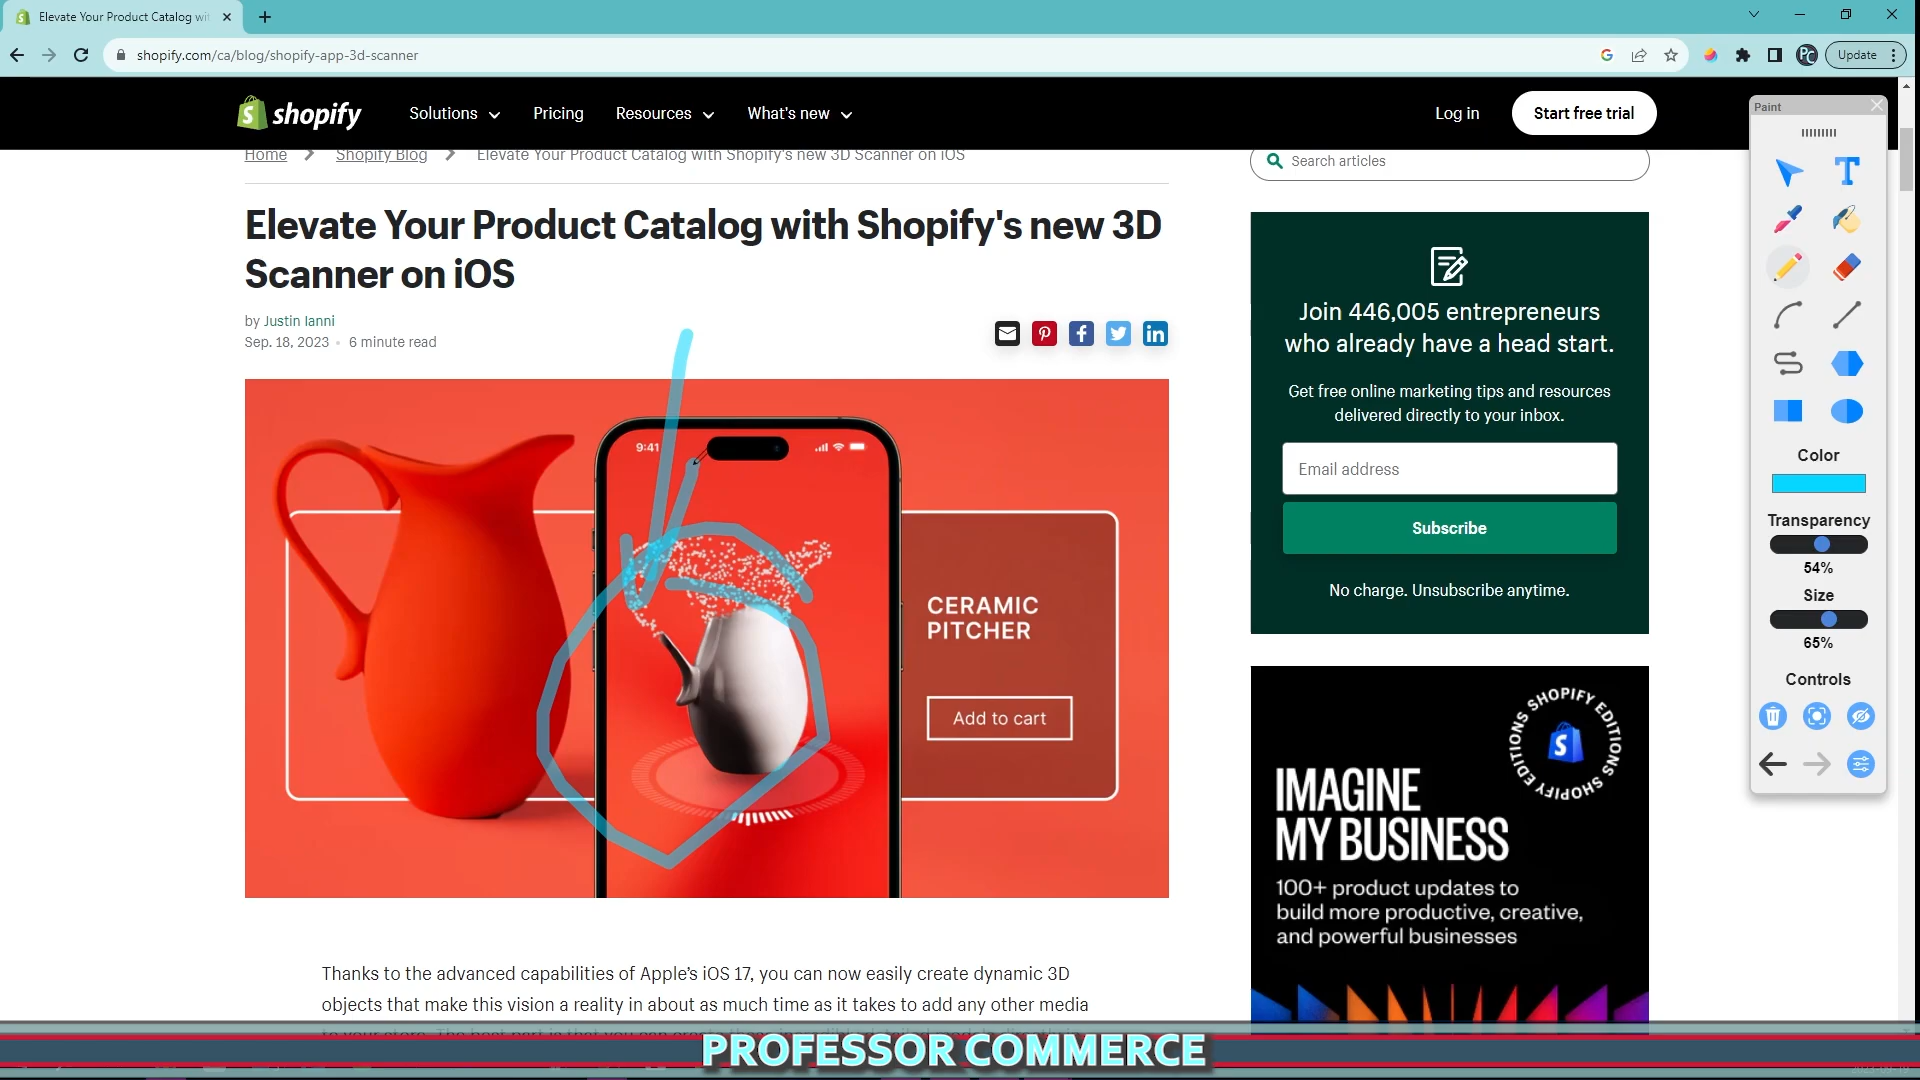 Elevate Your Product Catalog wit
shopify.com/ca/blog/shopify-app-3d-scanner
Update
shopify
Solutions
Pricing
Resources
What's new
Log in
Start free trial
Home
Shopify Blog
Elevate Your Product Catalog with Shopify's new 3D Scanner on iOS
Search articles
Elevate Your Product Catalog with Shopify's new 3D
Scanner on iOS
by Justin Ianni
Sep. 18, 2023 • 6 minute read
9:41
CERAMIC
PITCHER
Add to cart
Thanks to the advanced capabilities of Apple's iOS 17, you can now easily create dynamic 3D
objects that make this vision a reality in about as much time as it takes to add any other media
Join 446,005 entrepreneurs
who already have a head start.
Get free online marketing tips and resources
delivered directly to your inbox.
Email address
Subscribe
No charge. Unsubscribe anytime.
SHOPIFY EDITIONS SHOPIFY EDITIONS
IMAGINE
MY BUSINESS
100+ product updates to
build more productive, creative,
and powerful businesses
Paint
Color
Transparency
54%
Size
65%
Controls
PROFESSOR COMMERCE